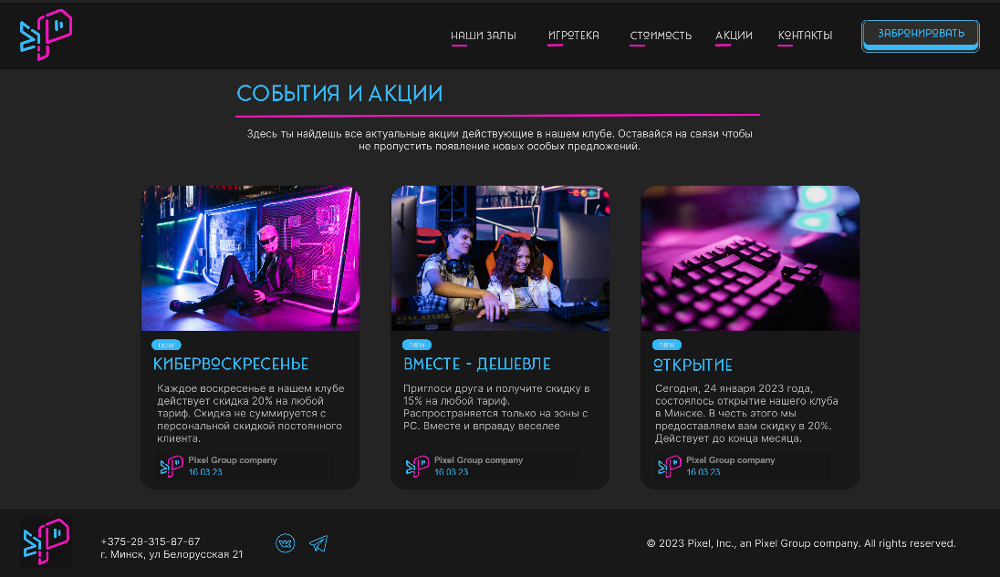 НАШИ ЗАЛЫ
ИГРОТЕКА
СТОИМОСТЬ
АКЦИИ
КОНТАКТЫ
ЗАБРОНИРОВАТЬ
СОБЫТИЯ И АКЦИИ
Здесь ты найдешь все актуальные акции действующие в нашем клубе. Оставайся на связи чтобы
не пропустить появление новых особых предложений.
new
КИБЕРВОСКРЕСЕНЬЕ
Каждое воскресенье в нашем клубе
действует скидка 20% на любой
тариф. Скидка не суммируется с
персональной скидкой постоянного
клиента.
Pixel Group company
16.03.23
new
ВМЕСТЕ - ДЕШЕВЛЕ
Приглоси друга и получите скидку в
15% на любой тариф.
Распространяется только на зоны с
PC. Вместе и вправду веселее
Pixel Group company
16.03.23
new
ОТКРЫТИЕ
Сегодня, 24 января 2023 года,
состоялось открытие нашего клуба
в Минске. В честь этого мы
предоставляем вам скидку в 20%.
Действует до конца месяца.
Pixel Group company
16.03.23
+375-29-315-87-67
г. Минск, ул Белорусская 21
© 2023 Pixel, Inc., an Pixel Group company. All rights reserved.